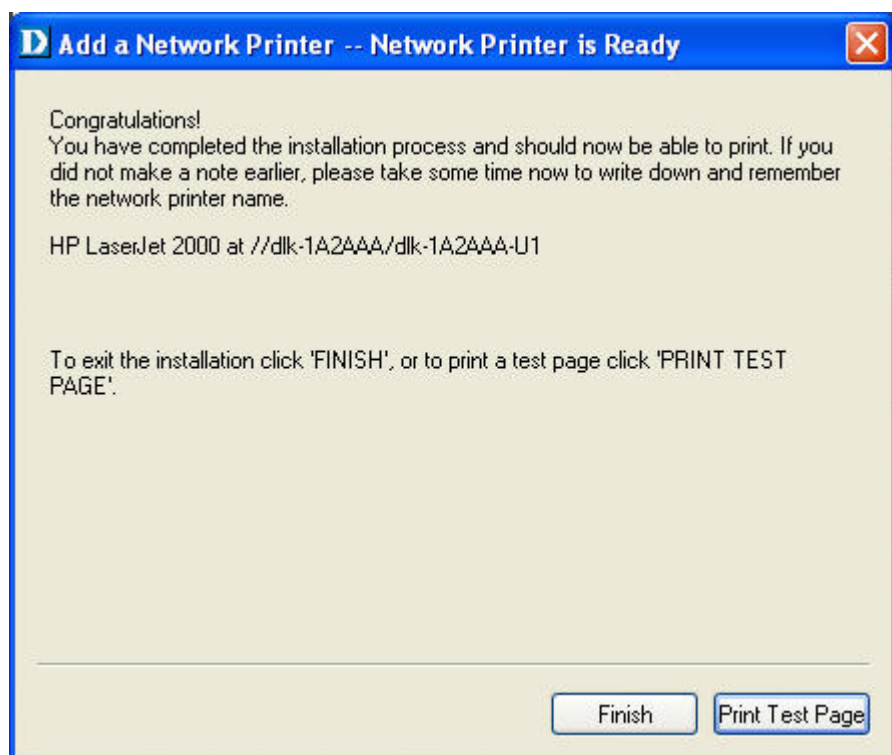 D Add a Network Printer -- Network Printer is Ready
Congratulations!
You have completed the installation process and should now be able to print. If you
did not make a note earlier, please take some time now to write down and remember
the network printer name.
HP LaserJet 2000 at //dlk-1A2AAA/dlk-1A2AAA-U1
To exit the installation click 'FINISH', or to print a test page click 'PRINT TEST
PAGE'.
Finish Print Test Page